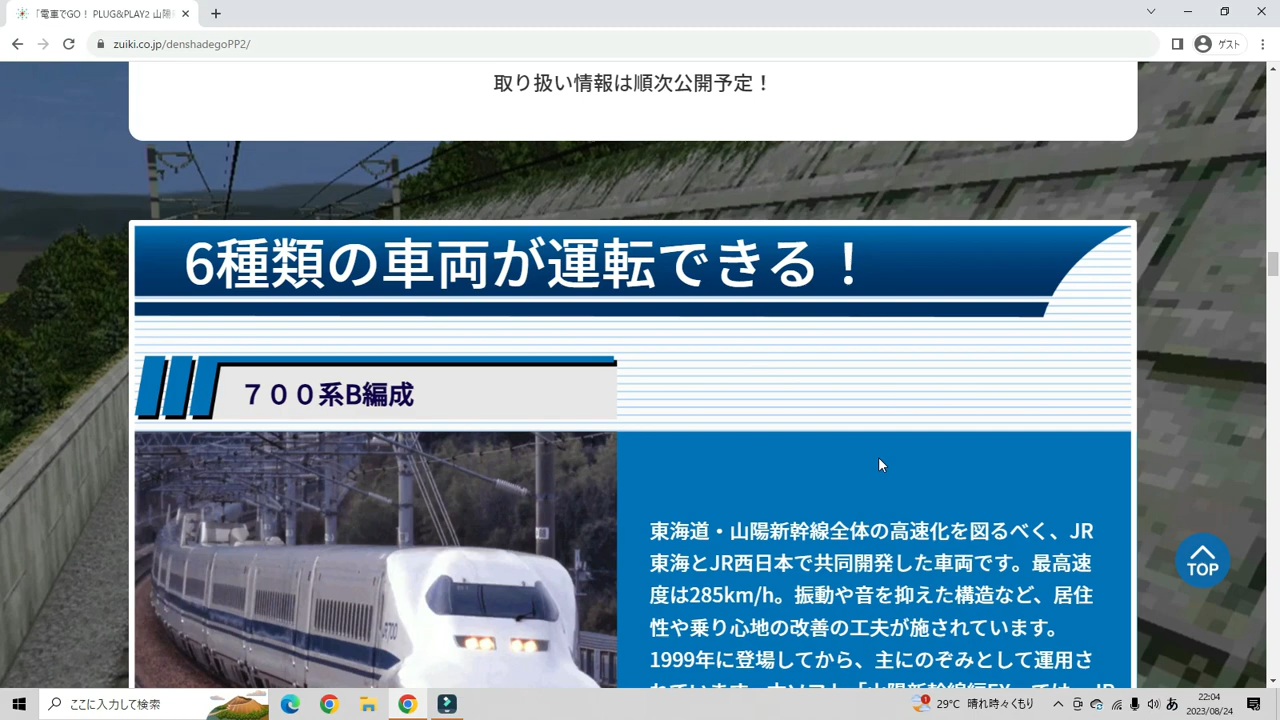 「電車でGO！ PLUG&PLAY2 山陽
zuiki.co.jp/denshadegoPP2/
ゲスト
取り扱い情報は順次公開予定！
6種類の車両が運転できる！
７００系B編成
JR700
東海道・山陽新幹線全体の高速化を図るべく、JR
東海とJR西日本で共同開発した車両です。最高速
度は285km/h。振動や音を抑えた構造など、居住
性や乗り心地の改善の工夫が施されています。
1999年に登場してから、主にのぞみとして運用さ
TOP
ここに入力して検索
29°C 晴れ時々くもり
あ
22:04
2023/08/24